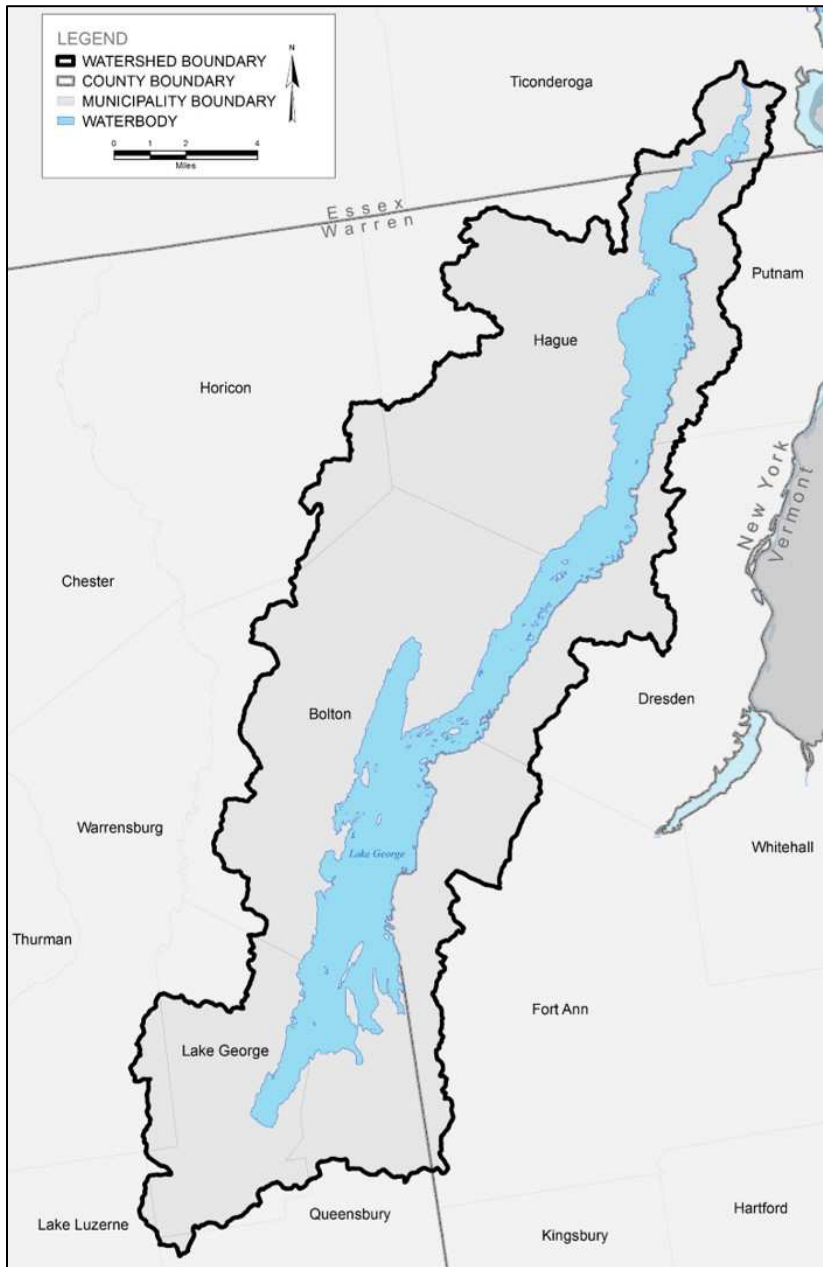 LEGEND
WATERSHED BOUNDARY
COUNTY BOUNDARY
MUNICIPALITY BOUNDARY
WATERBODY
N
0 1 2 4
Miles
Ticonderoga
Essex
Warren
Putnam
Hague
Horicon
New York
Vermont
Chester
Dresden
Bolton
Warrensburg
Whitehall
Lake George
Thurman
Fort Ann
Lake George
Hartford
Queensbury
Lake Luzerne
Kingsbury